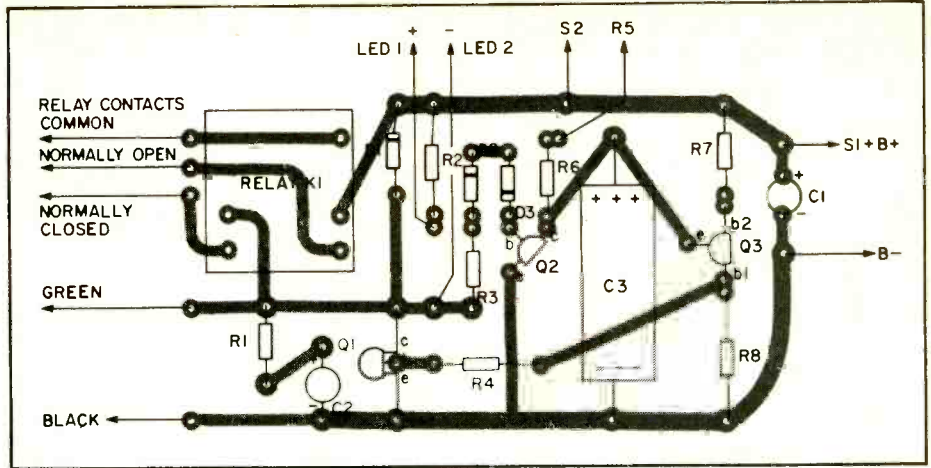 S2 R5
+ -
LED 1 LED 2
RELAY CONTACTS
COMMON
NORMALLY OPEN
RELAY K1
NORMALLY
CLOSED
R2
R6
R7
S1+B+
+
C1
-
+ + +
D3
b
c
e
b2
Q3
Q2
B-
C3
b1
GREEN
R3
R1
Q1
c
+
e
R4
R8
C2
-
BLACK